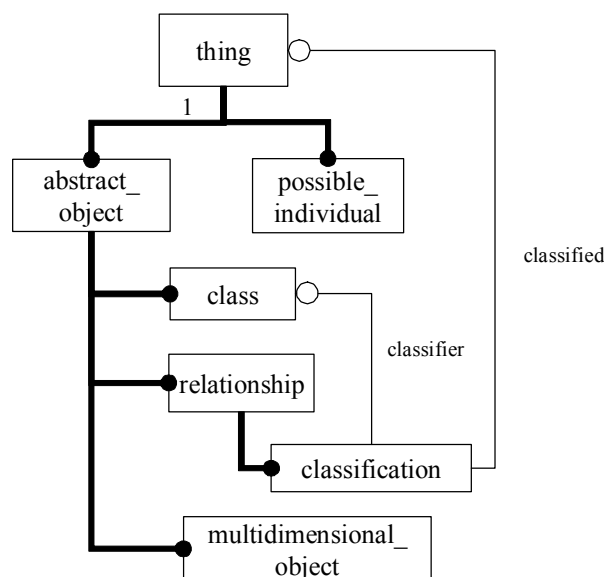 thing
1
abstract_
object
possible_
individual
classified
class
classifier
relationship
classification
multidimensional_
object